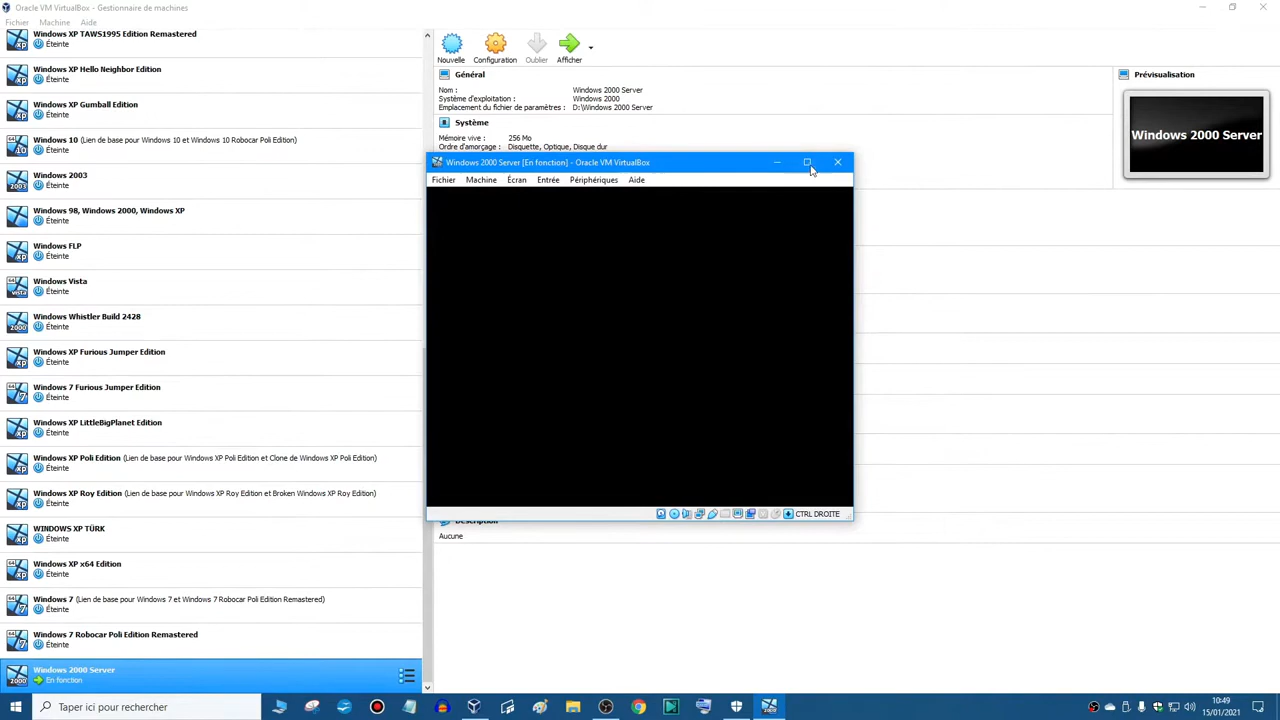 Oracle VM VirtualBox - Gestionnaire de machines
Fichier Machine Aide
Windows XP TAWS1995 Edition Remastered
Éteinte
Windows XP Hello Neighbor Edition
Éteinte
Windows XP Gumball Edition
Éteinte
Windows 10 (Lien de base pour Windows 10 et Windows 10 Robocar Poli Edition)
Éteinte
Windows 2003
Éteinte
Windows 98, Windows 2000, Windows XP
Éteinte
Windows FLP
Éteinte
Windows Vista
Éteinte
Windows Whistler Build 2428
Éteinte
Windows XP Furious Jumper Edition
Éteinte
Windows 7 Furious Jumper Edition
Éteinte
Windows XP LittleBigPlanet Edition
Éteinte
Windows XP Poli Edition (Lien de base pour Windows XP Poli Edition et Clone de Windows XP Poli Edition)
Éteinte
Windows XP Roy Edition (Lien de base pour Windows XP Roy Edition et Broken Windows XP Roy Edition)
Éteinte
WINDOWS XP TÜRK
Éteinte
Windows XP x64 Edition
Éteinte
Windows 7 (Lien de base pour Windows 7 et Windows 7 Robocar Poli Edition Remastered)
Éteinte
Windows 7 Robocar Poli Edition Remastered
Éteinte
Windows 2000 Server
En fonction
Nouvelle Configuration Oublier Afficher
Général
Nom : Windows 2000 Server
Système d'exploitation : Windows 2000
Emplacement du fichier de paramètres : D:\Windows 2000 Server
Système
Mémoire vive : 256 Mo
Ordre d'amorçage : Disquette, Optique, Disque dur
Prévisualisation
Windows 2000 Server
Windows 2000 Server [En fonction] - Oracle VM VirtualBox
Fichier Machine Écran Entrée Périphériques Aide
CTRL DROITE
Description
Aucune
Taper ici pour rechercher
10:49
15/01/2021